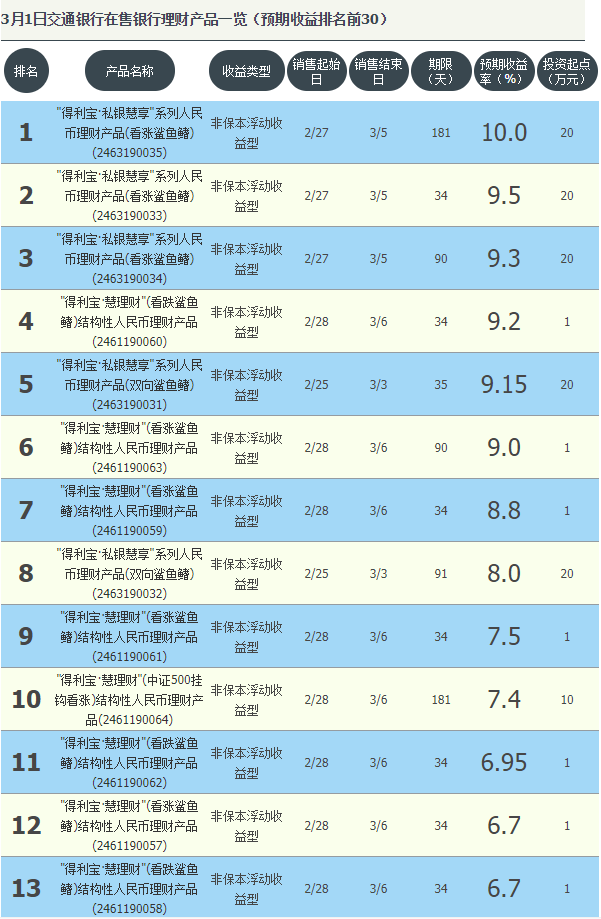 3月1日交通银行在售银行理财产品一览（预期收益排名前30）
排名 产品名称 收益类型 销售起始日 销售结束日 期限（天） 预期收益率（%） 投资起点（万元）
1 "得利宝·私银慧享"系列人民币理财产品(看涨鲨鱼鳍)(2463190035) 非保本浮动收益型 2/27 3/5 181 10.0 20
2 "得利宝·私银慧享"系列人民币理财产品(看涨鲨鱼鳍)(2463190033) 非保本浮动收益型 2/27 3/5 34 9.5 20
3 "得利宝·私银慧享"系列人民币理财产品(看涨鲨鱼鳍)(2463190034) 非保本浮动收益型 2/27 3/5 90 9.3 20
4 "得利宝·慧理财"(看跌鲨鱼鳍)结构性人民币理财产品(2461190060) 非保本浮动收益型 2/28 3/6 34 9.2 1
5 "得利宝·私银慧享"系列人民币理财产品(双向鲨鱼鳍)(2463190031) 非保本浮动收益型 2/25 3/3 35 9.15 20
6 "得利宝·慧理财"(看涨鲨鱼鳍)结构性人民币理财产品(2461190063) 非保本浮动收益型 2/28 3/6 90 9.0 1
7 "得利宝·慧理财"(看涨鲨鱼鳍)结构性人民币理财产品(2461190059) 非保本浮动收益型 2/28 3/6 34 8.8 1
8 "得利宝·私银慧享"系列人民币理财产品(双向鲨鱼鳍)(2463190032) 非保本浮动收益型 2/25 3/3 91 8.0 20
9 "得利宝·慧理财"(看涨鲨鱼鳍)结构性人民币理财产品(2461190061) 非保本浮动收益型 2/28 3/6 34 7.5 1
10 "得利宝·慧理财"(中证500挂钩看涨)结构性人民币理财产品(2461190064) 非保本浮动收益型 2/28 3/6 181 7.4 10
11 "得利宝·慧理财"(看跌鲨鱼鳍)结构性人民币理财产品(2461190062) 非保本浮动收益型 2/28 3/6 34 6.95 1
12 "得利宝·慧理财"(看涨鲨鱼鳍)结构性人民币理财产品(2461190057) 非保本浮动收益型 2/28 3/6 34 6.7 1
13 "得利宝·慧理财"(看跌鲨鱼鳍)结构性人民币理财产品(2461190058) 非保本浮动收益型 2/28 3/6 34 6.7 1